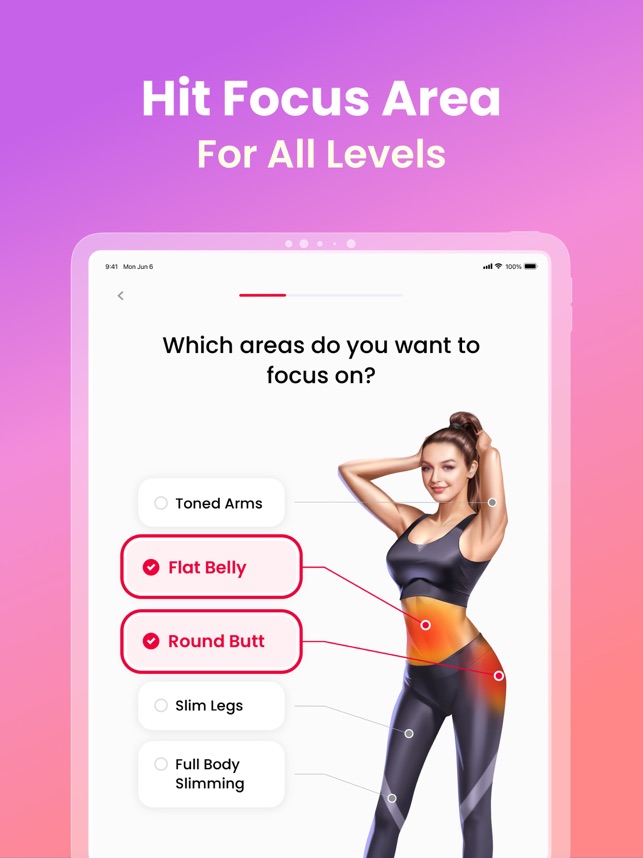 Hit Focus Area
For All Levels
9:41 Mon Jun 6
100%
Which areas do you want to
focus on?
Toned Arms
Flat Belly
Round Butt
Slim Legs
Full Body
Slimming